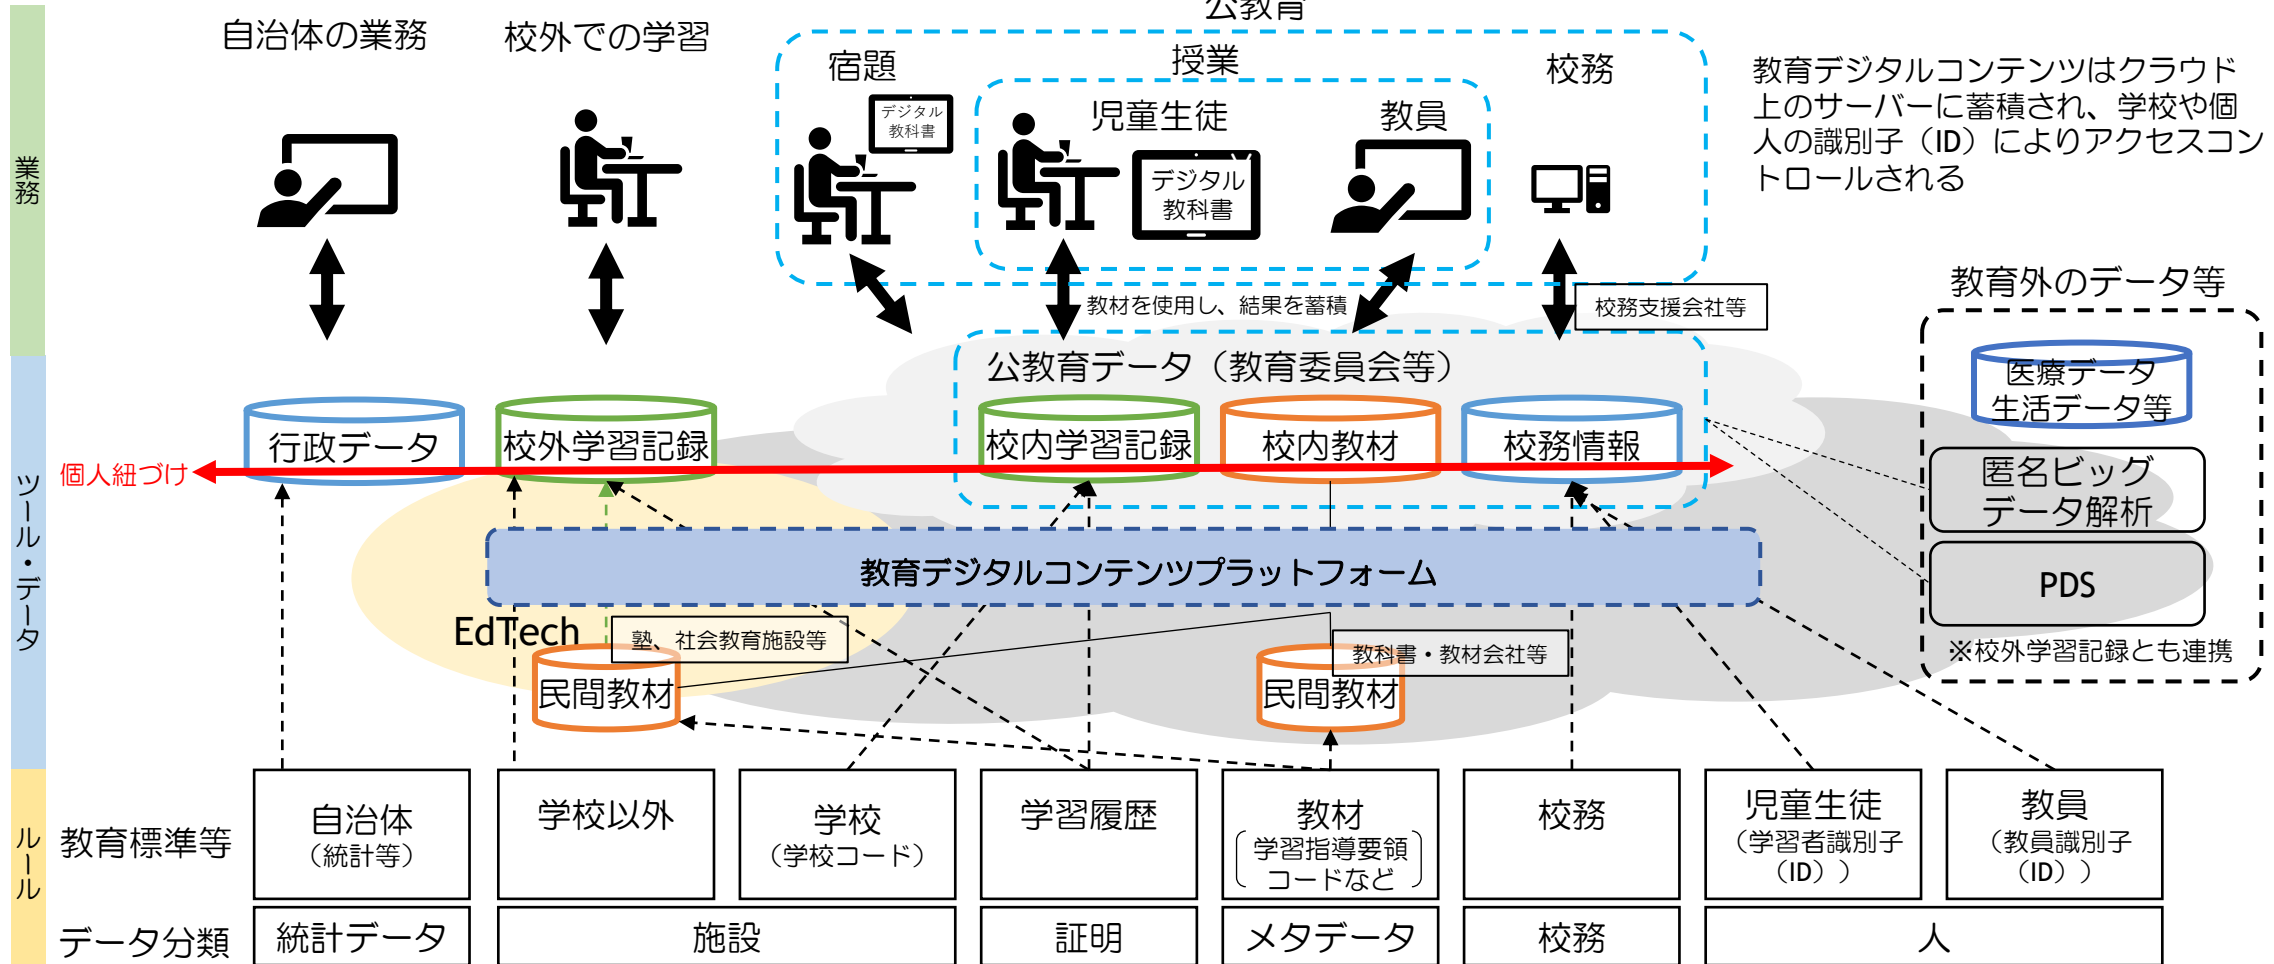 公教育
自治体の業務
校外での学習
宿題
授業
校務
デジタル
教科書
児童生徒
教員
デジタル
教科書
教育デジタルコンテンツはクラウド
上のサーバーに蓄積され、学校や個
人の識別子（ID）によりアクセスコン
トロールされる
業務
教材を使用し、結果を蓄積
校務支援会社等
教育外のデータ等
公教育データ（教育委員会等）
医療データ
生活データ等
行政データ
校外学習記録
校内学習記録
校内教材
校務情報
個人紐づけ
匿名ビッグ
データ解析
ツール・データ
教育デジタルコンテンツプラットフォーム
PDS
EdTech
塾、社会教育施設等
教科書・教材会社等
※校外学習記録とも連携
民間教材
民間教材
ルール
教育標準等
自治体
（統計等）
学校以外
学校
（学校コード）
学習履歴
教材
学習指導要領
コードなど
校務
児童生徒
（学習者識別子
（ID））
教員
（教員識別子
（ID））
データ分類
統計データ
施設
証明
メタデータ
校務
人